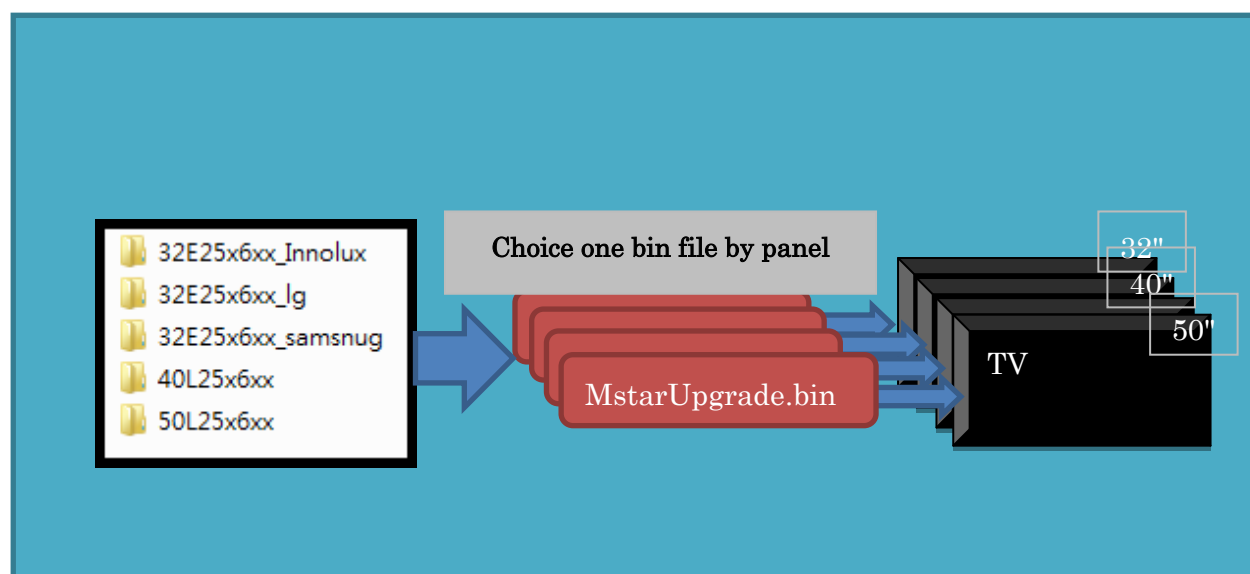 32E25x6xx_Innolux
32E25x6xx_lg
32E25x6xx_samsnug
40L25x6xx
50L25x6xx
Choice one bin file by panel
MstarUpgrade.bin
32"
40"
50"
TV